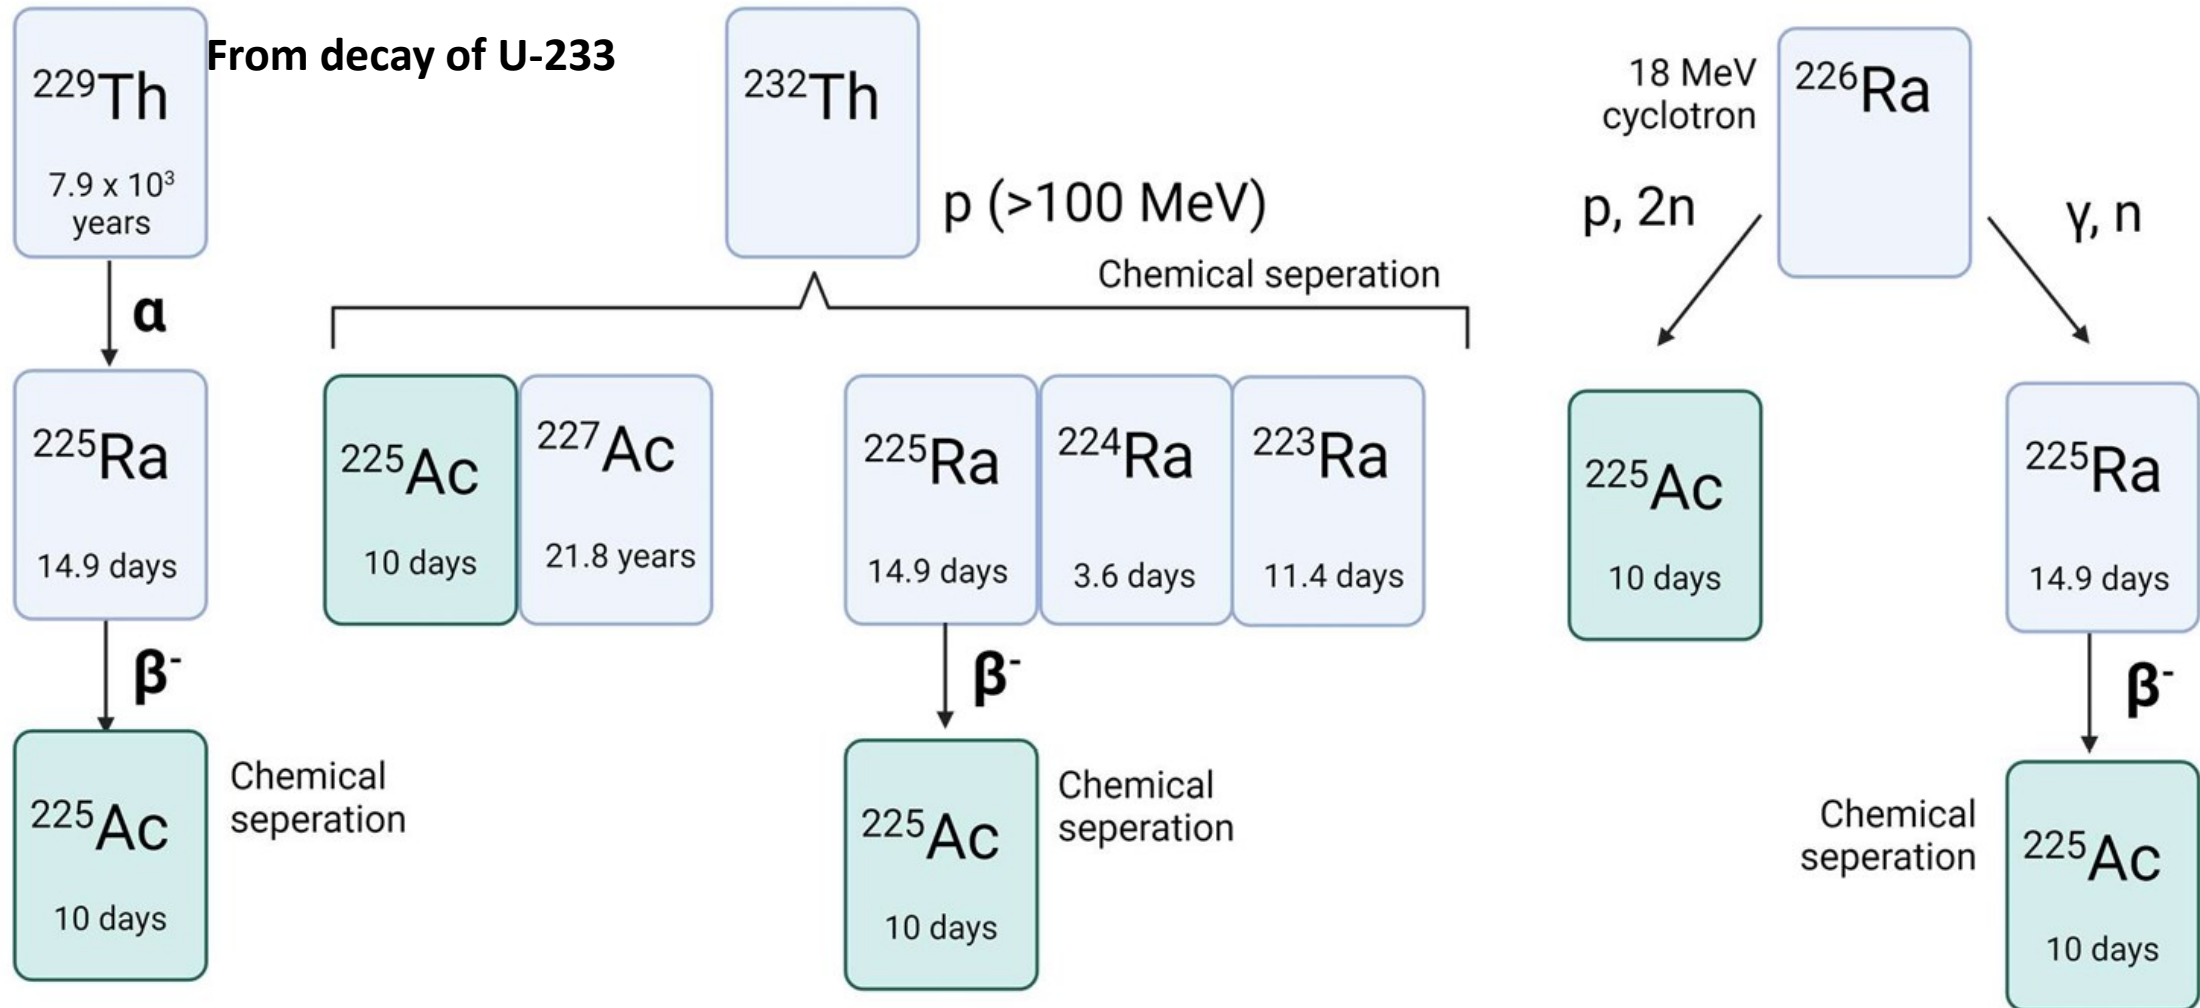 ²²⁹Th
7.9 x 10³
years
From decay of U-233
α
²²⁵Ra
14.9 days
β⁻
²²⁵Ac
10 days
Chemical
seperation
²³²Th
p (>100 MeV)
Chemical seperation
²²⁵Ac
10 days
²²⁷Ac
21.8 years
²²⁵Ra
14.9 days
²²⁴Ra
3.6 days
²²³Ra
11.4 days
β⁻
²²⁵Ac
10 days
Chemical
seperation
18 MeV
cyclotron
²²⁶Ra
p, 2n
γ, n
²²⁵Ac
10 days
²²⁵Ra
14.9 days
β⁻
Chemical
seperation
²²⁵Ac
10 days